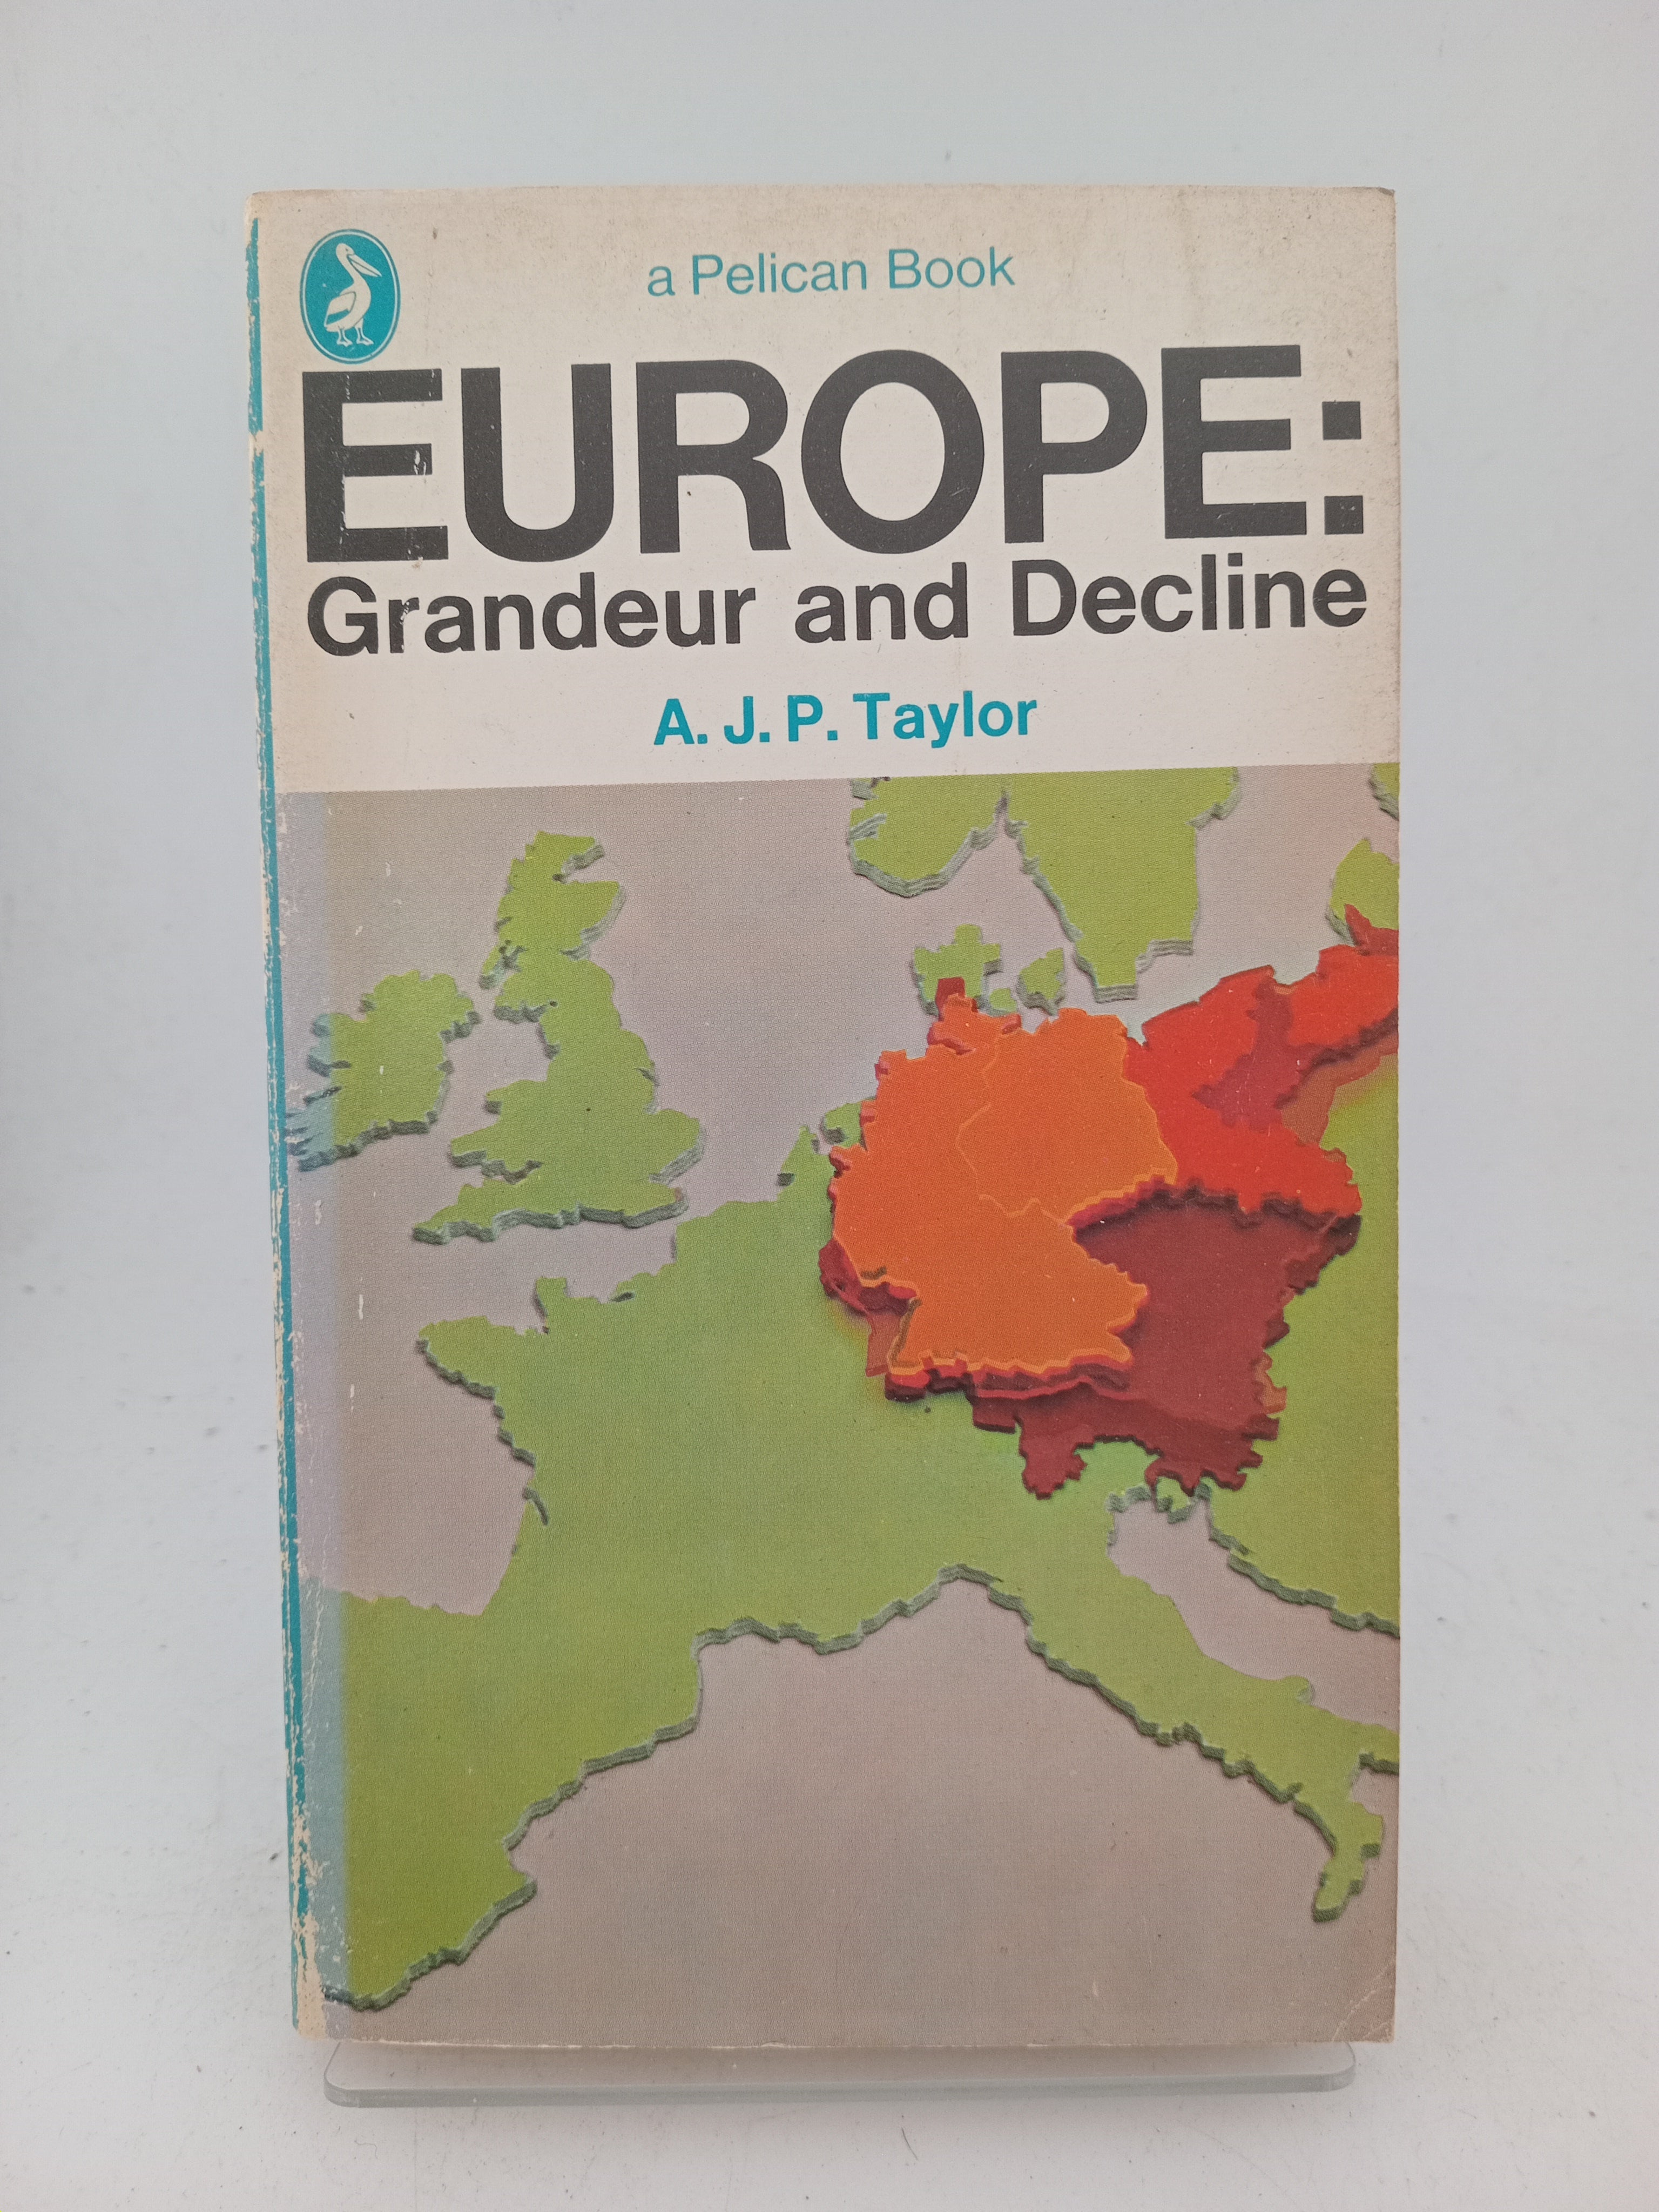 a Pelican Book
EUROPE:
Grandeur and Decline
A. J. P. Taylor